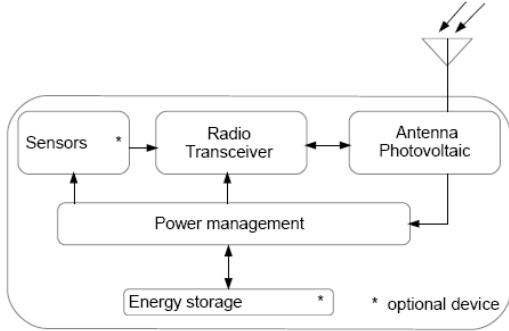 Sensors *
Radio
Transceiver
Antenna
Photovoltaic
Power management
Energy storage *
* optional device